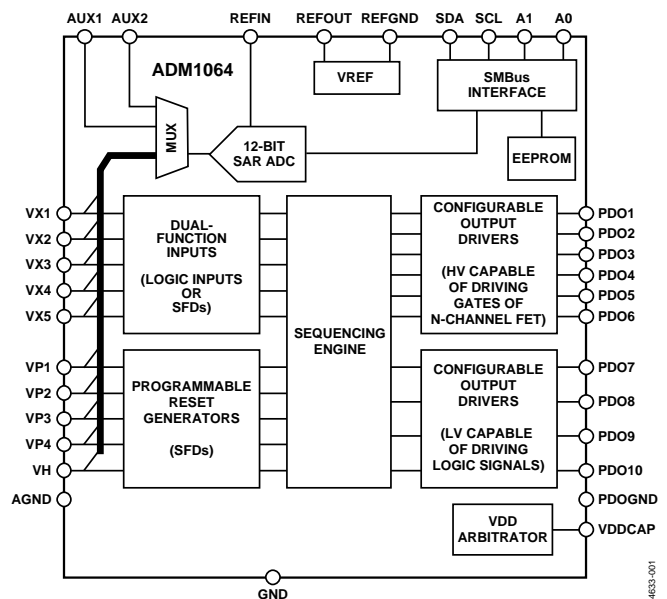 AUX1 AUX2 REFIN REFOUT REFGND SDA SCL A1 A0
ADM1064
VREF
SMBus
INTERFACE
MUX
12-BIT
SAR ADC
EEPROM
VX1
VX2
VX3
VX4
VX5
DUAL-
FUNCTION
INPUTS
(LOGIC INPUTS
OR
SFDs)
SEQUENCING
ENGINE
CONFIGURABLE
OUTPUT
DRIVERS
(HV CAPABLE
OF DRIVING
GATES OF
N-CHANNEL FET)
PDO1
PDO2
PDO3
PDO4
PDO5
PDO6
VP1
VP2
VP3
VP4
VH
AGND
PROGRAMMABLE
RESET
GENERATORS
(SFDs)
CONFIGURABLE
OUTPUT
DRIVERS
(LV CAPABLE
OF DRIVING
LOGIC SIGNALS)
PDO7
PDO8
PDO9
PDO10
PDOGND
VDD
ARBITRATOR
VDDCAP
GND
4633-001